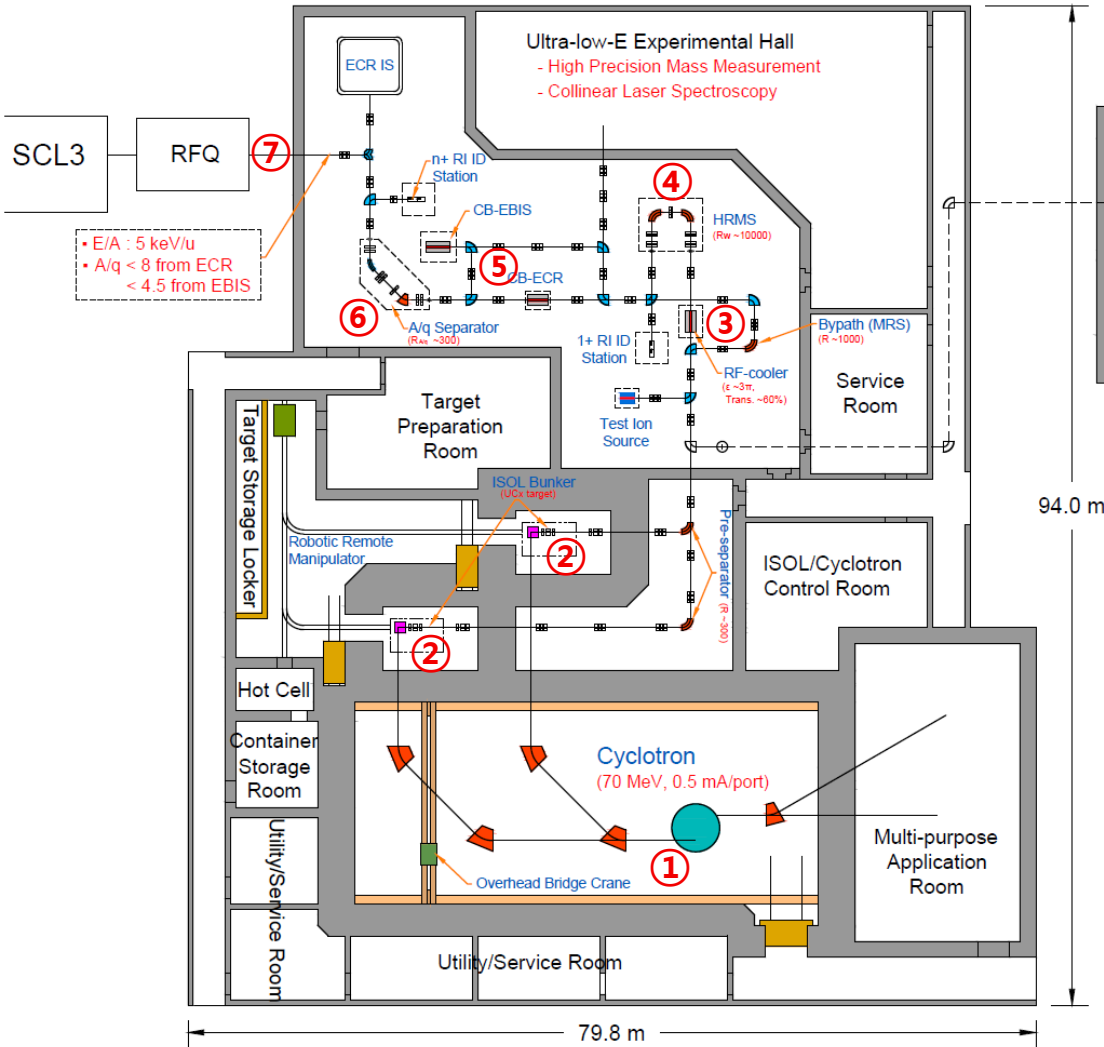 Ultra-low-E Experimental Hall
- High Precision Mass Measurement
- Collinear Laser Spectroscopy
ECR IS
SCL3
RFQ
⑦
n+ RI ID
Station
④
CB-EBIS
HRMS
(Rw ~10000)
▪ E/A : 5 keV/u
▪ A/q < 8 from ECR
< 4.5 from EBIS
⑤
CB-ECR
⑥
A/q Separator
(RA/q ~300)
③
Bypath (MRS)
(R ~1000)
1+ RI ID
Station
RF-cooler
(ε ~3π,
Trans. ~60%)
Service
Room
Test Ion
Source
Target
Preparation
Room
Target Storage Locker
ISOL Bunker
(UCx target)
94.0 m
Robotic Remote
Manipulator
②
Pre-separator (R ~300)
ISOL/Cyclotron
Control Room
②
Hot Cell
Container
Storage
Room
Cyclotron
(70 MeV, 0.5 mA/port)
①
Multi-purpose
Application
Room
Overhead Bridge Crane
Utility/Service Room
Utility/Service Room
79.8 m